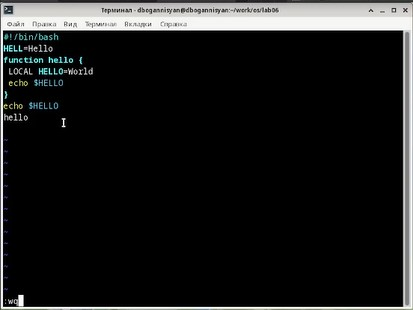 Терминал - dbogannisyan@dbogannisyan:~/work/os/lab06
Файл Правка Вид Терминал Вкладки Справка
#!/bin/bash
HELL=Hello
function hello {
 LOCAL HELLO=World
 echo $HELLO
}
echo $HELLO
hello
~
~
~
~
~
~
~
~
~
~
~
~
~
~
:wq